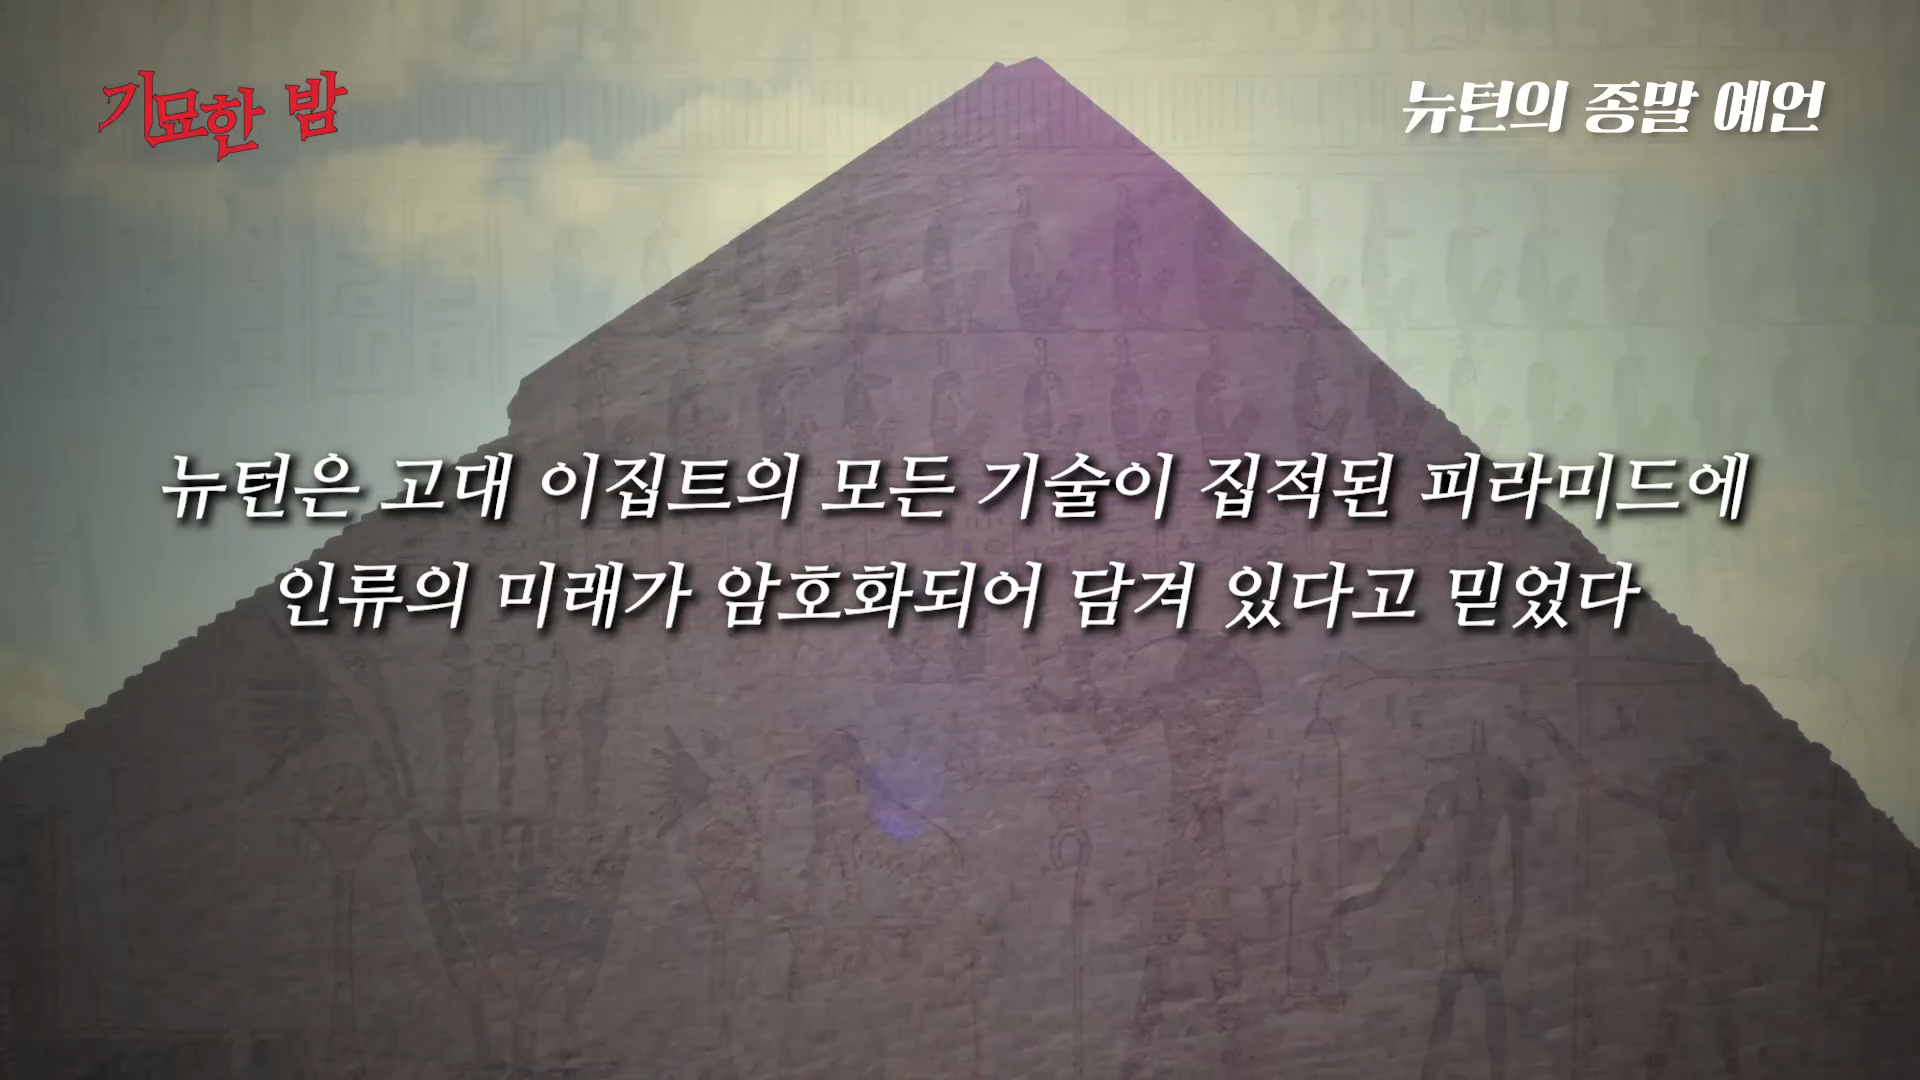 기묘한 밤
뉴턴의 종말 예언
뉴턴은 고대 이집트의 모든 기술이 집적된 피라미드에
인류의 미래가 암호화되어 담겨 있다고 믿었다